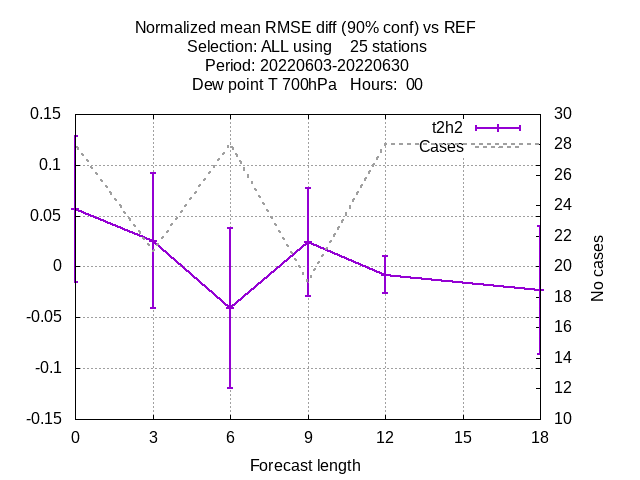 Normalized mean RMSE diff (90% conf) vs REF
Selection: ALL using    25 stations
Period: 20220603-20220630
Dew point T 700hPa   Hours:  00
0.15
0.1
0.05
0
-0.05
-0.1
-0.15
t2h2
Cases
30
28
26
24
22
20
18
16
14
12
10
No cases
0 3 6 9 12 15 18
Forecast length